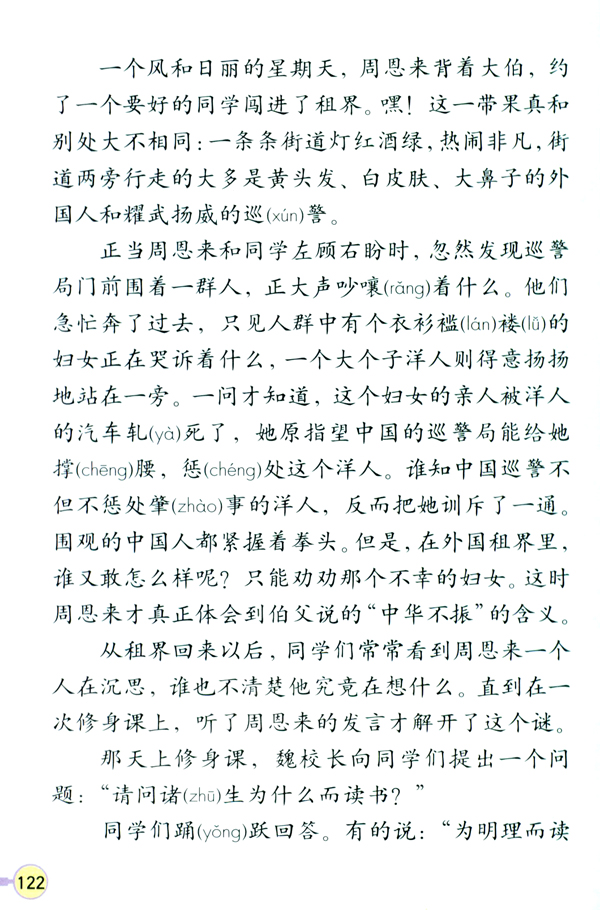 一个风和日丽的星期天，周恩来背着大伯，约
了一个要好的同学闯进了租界。嘿！这一带果真和
别处大不相同：一条条街道灯红酒绿，热闹非凡，街
道两旁行走的大多是黄头发、白皮肤、大鼻子的外
国人和耀武扬威的巡(xún)警。
正当周恩来和同学左顾右盼时，忽然发现巡警
局门前围着一群人，正大声吵嚷(rǎng)着什么。他们
急忙奔了过去，只见人群中有个衣衫褴(lán)褛(lǚ)的
妇女正在哭诉着什么，一个大个子洋人则得意扬扬
地站在一旁。一问才知道，这个妇女的亲人被洋人
的汽车轧(yà)死了，她原指望中国的巡警局能给她
撑(chēng)腰，惩(chéng)处这个洋人。谁知中国巡警不
但不惩处肇(zhào)事的洋人，反而把她训斥了一通。
围观的中国人都紧握着拳头。但是，在外国租界里，
谁又敢怎么样呢？只能劝劝那个不幸的妇女。这时
周恩来才真正体会到伯父说的“中华不振”的含义。
从租界回来以后，同学们常常看到周恩来一个
人在沉思，谁也不清楚他究竟在想什么。直到在一
次修身课上，听了周恩来的发言才解开了这个谜。
那天上修身课，魏校长向同学们提出一个问
题：“请问诸(zhū)生为什么而读书？”
同学们踊(yǒng)跃回答。有的说：“为明理而读
122